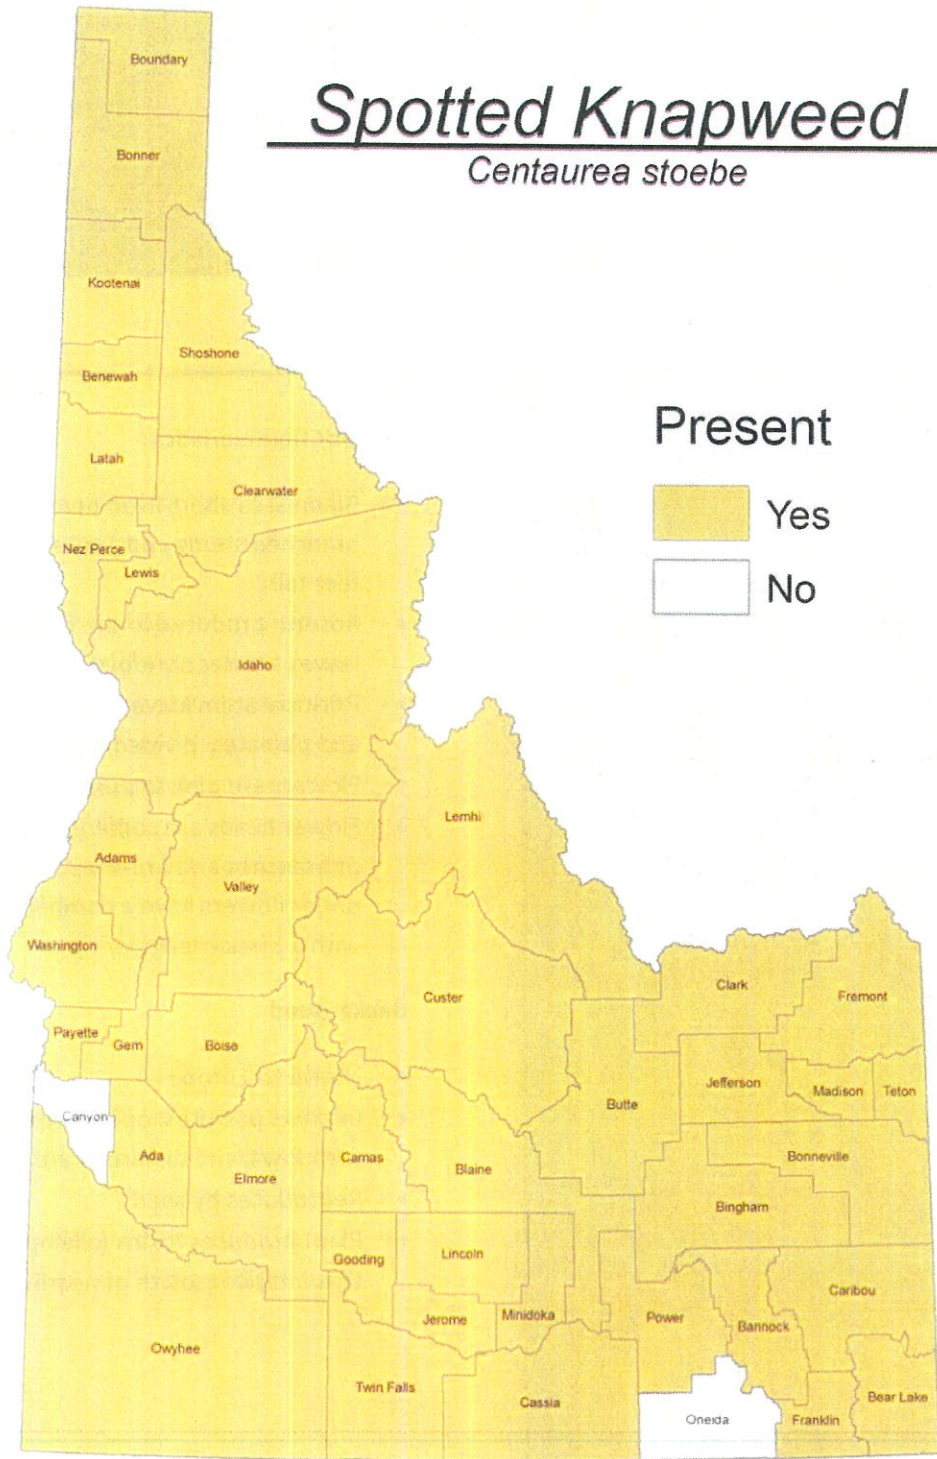 Boundary
Spotted Knapweed
Centaurea stoebe
Bonner
Kootenai
Shoshone
Benewah
Present
Latah
Clearwater
Yes
Nez Perce
Lewis
No
Idaho
Lemhi
Adams
Valley
Washington
Custer
Clark
Fremont
Payette
Gem
Boise
Jefferson
Madison
Teton
Butte
Canyon
Ada
Camas
Blaine
Bonneville
Elmore
Bingham
Gooding
Lincoln
Caribou
Jerome
Minidoka
Power
Bannock
Owyhee
Twin Falls
Cassia
Bear Lake
Oneida
Franklin